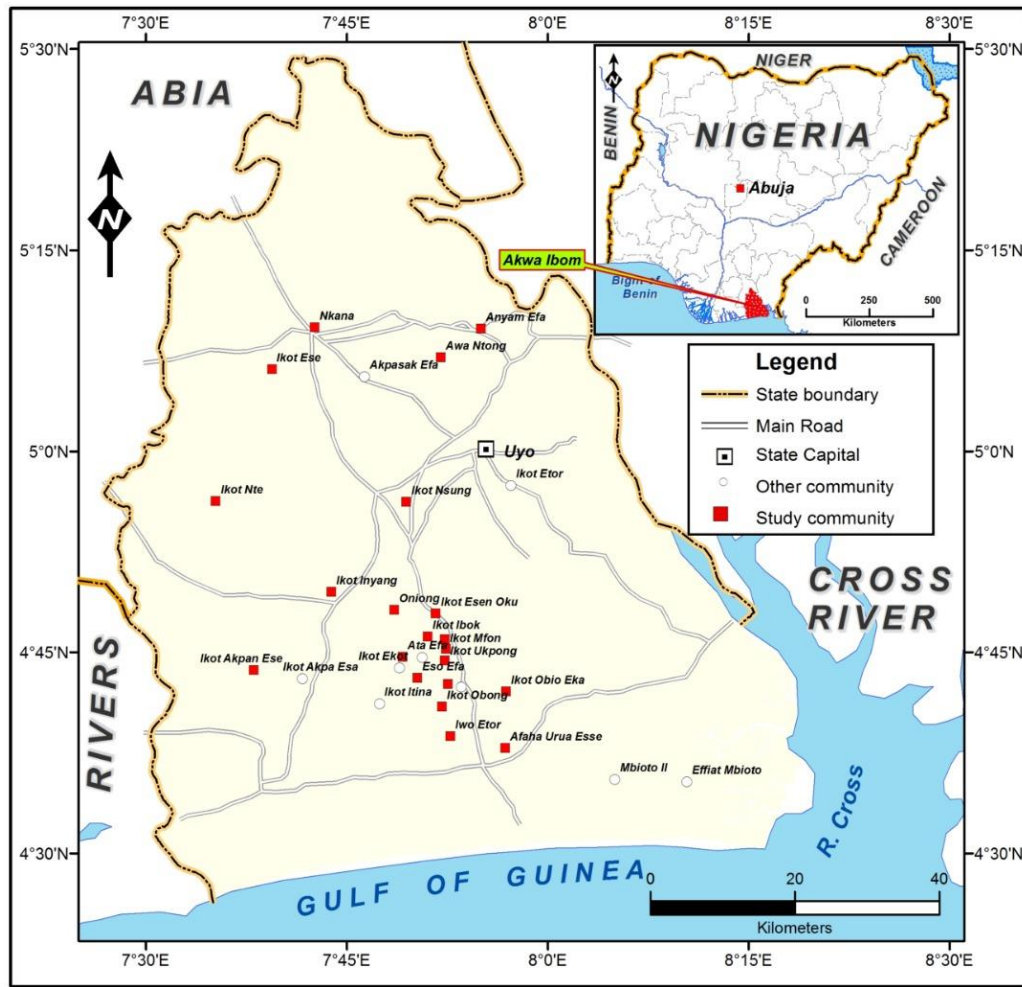 7°30'E
7°45'E
8°0'E
8°15'E
8°30'E
5°30'N
5°30'N
ABIA
N
N
NIGER
BENIN
NIGERIA
Abuja
CAMEROON
Bight of
Benin
0 250 500
Kilometers
5°15'N
5°15'N
Akwa Ibom
Nkana
Anyam Efa
Awa Ntong
Ikot Ese
Akpasak Efa
Legend
State boundary
Main Road
State Capital
Other community
Study community
5°0'N
5°0'N
Uyo
Ikot Etor
Ikot Nte
Ikot Nsung
CROSS
RIVER
Ikot Inyang
Oniong
Ikot Esen Oku
Ikot Ibok
Ikot Mfon
Ata Efa
Ikot Ukpong
4°45'N
4°45'N
Ikot Akpan Ese
Ikot Ekot
Ikot Akpa Esa
Eso Efa
Ikot Obio Eka
Ikot Itina
Ikot Obong
Iwo Etor
Afaha Urua Esse
RIVERS
Mbioto II
Effiat Mbioto
R. Cross
4°30'N
4°30'N
GULF OF GUINEA
0 20 40
Kilometers
7°30'E
7°45'E
8°0'E
8°15'E
8°30'E